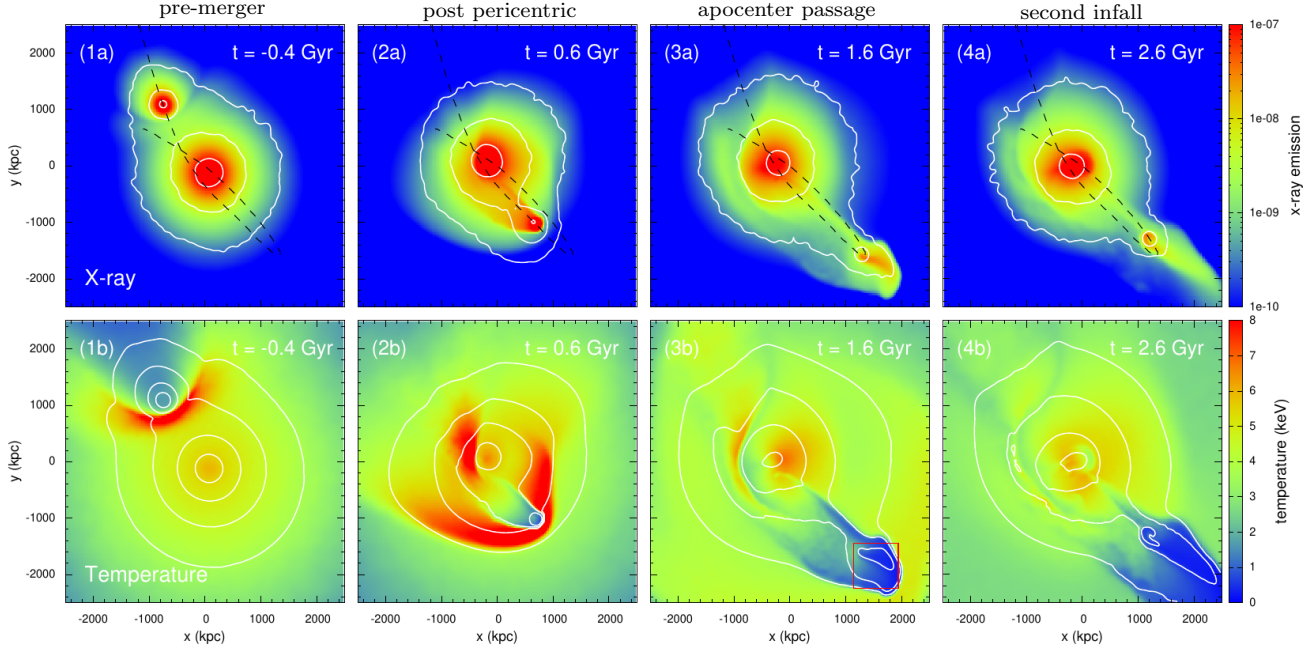 pre-merger post pericentric apocenter passage second infall
(1a) t = -0.4 Gyr (2a) t = 0.6 Gyr (3a) t = 1.6 Gyr (4a) t = 2.6 Gyr 1e-07
2000
1000
1e-08
y (kpc) 0 x-ray emission
-1000 1e-09
-2000 X-ray
1e-10
(1b) t = -0.4 Gyr (2b) t = 0.6 Gyr (3b) t = 1.6 Gyr (4b) t = 2.6 Gyr 8
2000 7
1000 6
5
y (kpc) 0 4 temperature (keV)
3
-1000 2
-2000 Temperature 1
0
-2000 -1000 0 1000 2000 -2000 -1000 0 1000 2000 -2000 -1000 0 1000 2000 -2000 -1000 0 1000 2000
x (kpc) x (kpc) x (kpc) x (kpc)